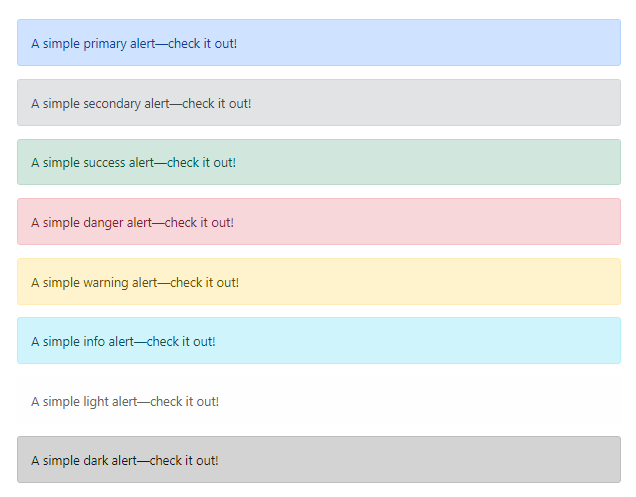 A simple primary alert—check it out!
A simple secondary alert—check it out!
A simple success alert—check it out!
A simple danger alert—check it out!
A simple warning alert—check it out!
A simple info alert—check it out!
A simple light alert—check it out!
A simple dark alert—check it out!